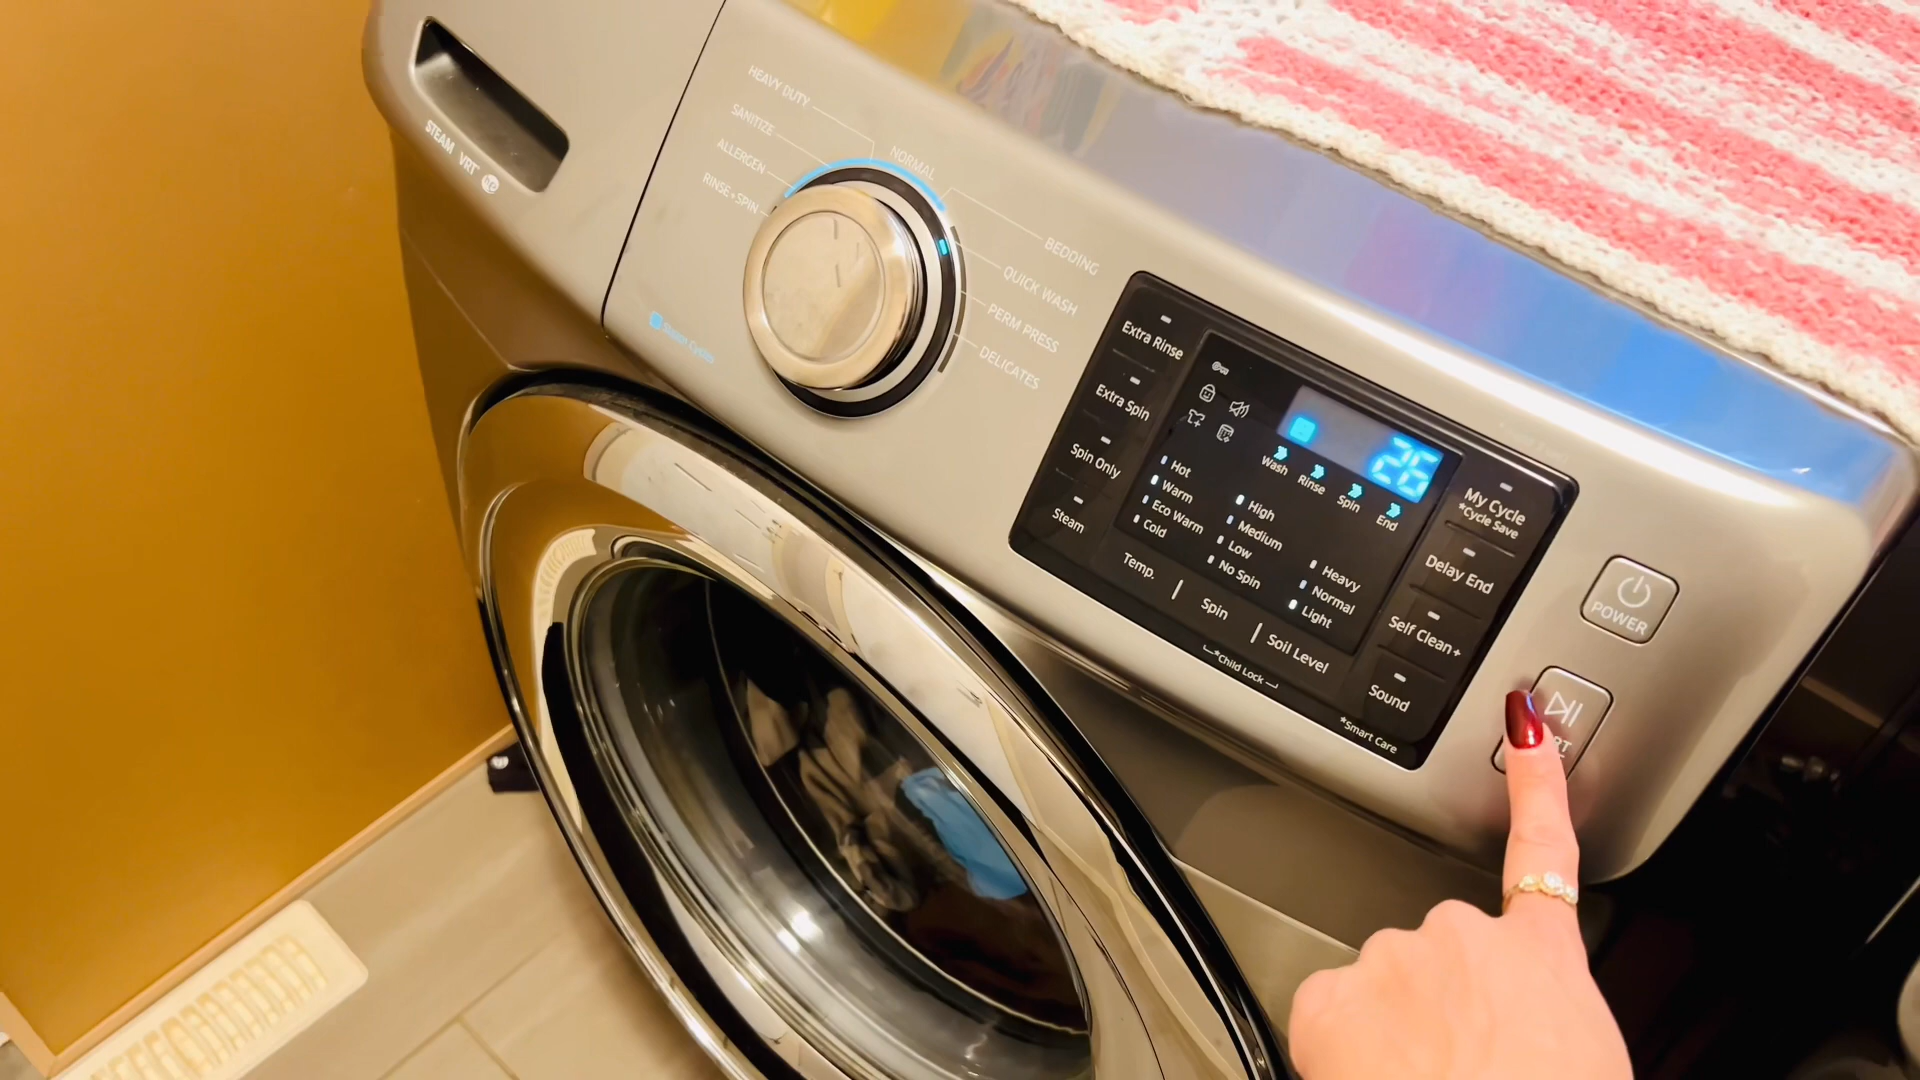 STEAM VRT
HEAVY DUTY
SANITIZE
ALLERGEN
RINSE+SPIN
NORMAL
BEDDING
QUICK WASH
PERM PRESS
DELICATES
Steam Cycles
Extra Rinse
Extra Spin
Spin Only
Steam
26
Wash
Rinse
Spin
End
Hot
Warm
Eco Warm
Cold
High
Medium
Low
No Spin
Heavy
Normal
Light
Temp.
Spin
Soil Level
*Child Lock
My Cycle
*Cycle Save
Delay End
Self Clean+
Sound
*Smart Care
POWER